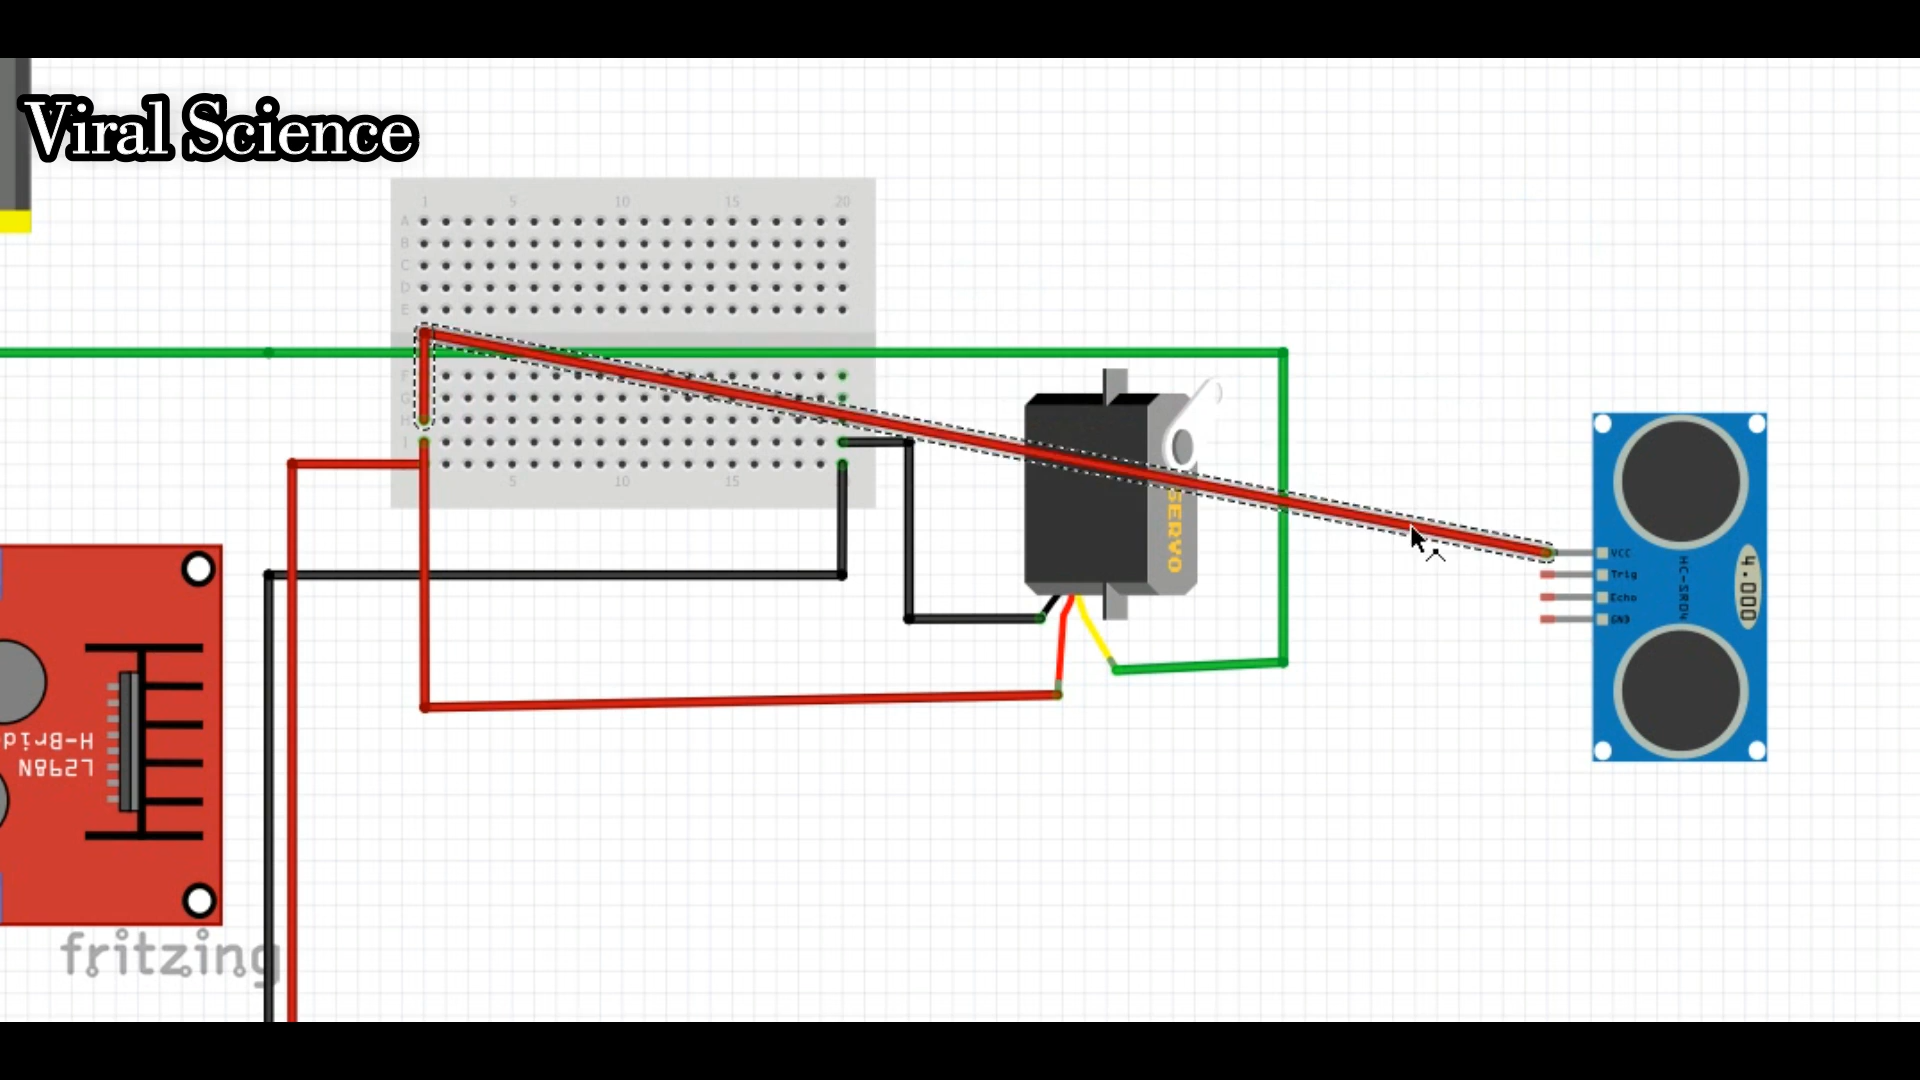 Viral Science
1 5 10 15 20
A
B
C
D
E
F
G
H
I
5 10 15
SERVO
VCC
Trig
Echo
GND
HC-SR04
4.000
H-Brid
L298N
fritzing